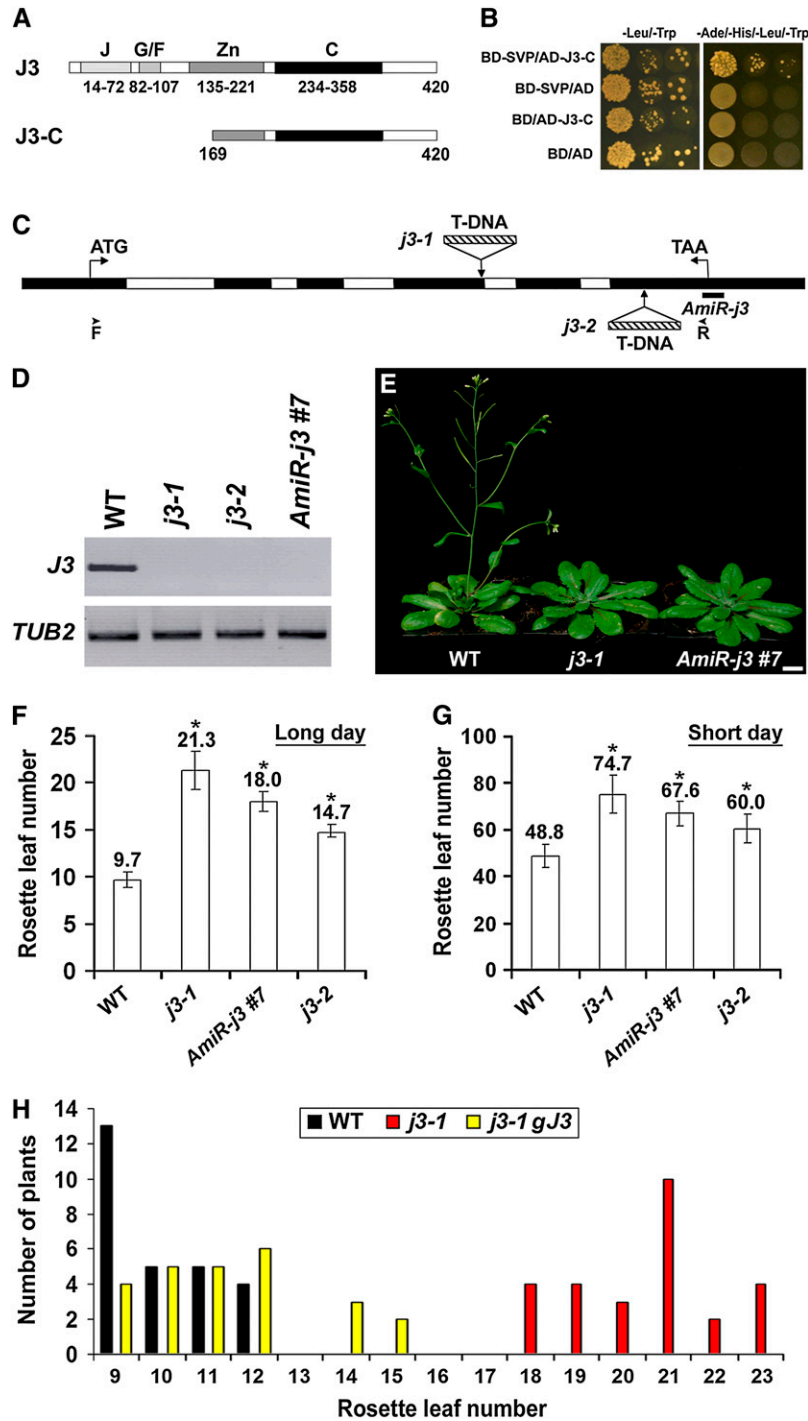 A
J G/F Zn C
J3
14-72 82-107 135-221 234-358 420
J3-C
169 420
B
-Leu/-Trp -Ade/-His/-Leu/-Trp
BD-SVP/AD-J3-C
BD-SVP/AD
BD/AD-J3-C
BD/AD
C
T-DNA
j3-1
ATG TAA
AmiR-j3
F R
j3-2
T-DNA
D
WT j3-1 j3-2 AmiR-j3 #7
J3
TUB2
E
WT j3-1 AmiR-j3 #7
F
Long day
Rosette leaf number
25
20
15
10
5
0
9.7
* 21.3
* 18.0
* 14.7
WT j3-1 AmiR-j3 #7 j3-2
G
Short day
Rosette leaf number
100
80
60
40
20
0
48.8
* 74.7
* 67.6
* 60.0
WT j3-1 AmiR-j3 #7 j3-2
H
WT j3-1 j3-1 gJ3
Number of plants
14
12
10
8
6
4
2
0
9 10 11 12 13 14 15 16 17 18 19 20 21 22 23
Rosette leaf number